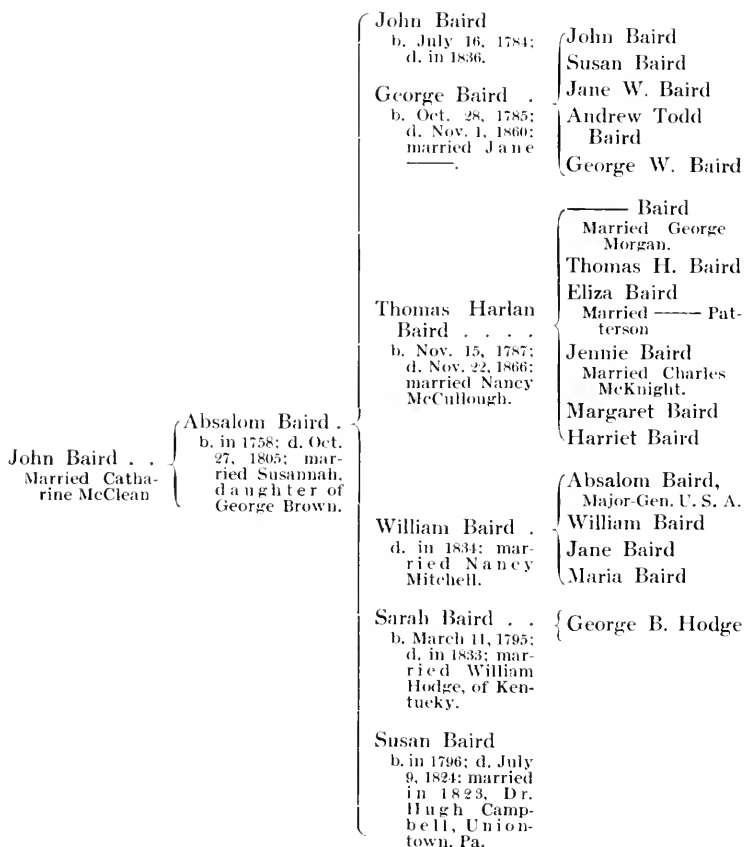 John Baird . .
Married Catha-
rine McClean
Absalom Baird .
b. in 1758; d. Oct.
27, 1805; mar-
ried Susannah,
daughter of
George Brown.
John Baird
b. July 16, 1784;
d. in 1836.
George Baird .
b. Oct. 28, 1785;
d. Nov. 1, 1860;
married Jane
———.
John Baird
Susan Baird
Jane W. Baird
Andrew Todd
Baird
George W. Baird
Thomas Harlan
Baird . . . .
b. Nov. 15, 1787;
d. Nov. 22, 1866;
married Nancy
McCullough.
——— Baird
Married George
Morgan.
Thomas H. Baird
Eliza Baird
Married ——— Pat-
terson
Jennie Baird
Married Charles
McKnight.
Margaret Baird
Harriet Baird
William Baird .
d. in 1834; mar-
ried Nancy
Mitchell.
Absalom Baird,
Major-Gen. U. S. A.
William Baird
Jane Baird
Maria Baird
Sarah Baird . .
b. March 11, 1795;
d. in 1833; mar-
ried William
Hodge, of Ken-
tucky.
George B. Hodge
Susan Baird
b. in 1796; d. July
9, 1824; married
in 1823, Dr.
Hugh Camp-
bell, Union-
town, Pa.